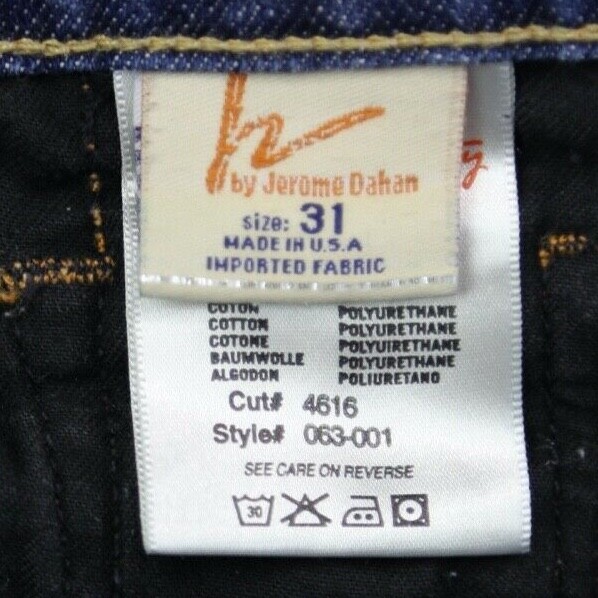 h
by Jerome Dahan
size: 31
MADE IN U.S.A
IMPORTED FABRIC
COTON POLYURETHANE
COTTON POLYURETHANE
COTONE POLYUIRETHANE
BAUMWOLLE POLYURETHANE
ALGODON POLIURETANO
Cut# 4616
Style# 063-001
SEE CARE ON REVERSE
30